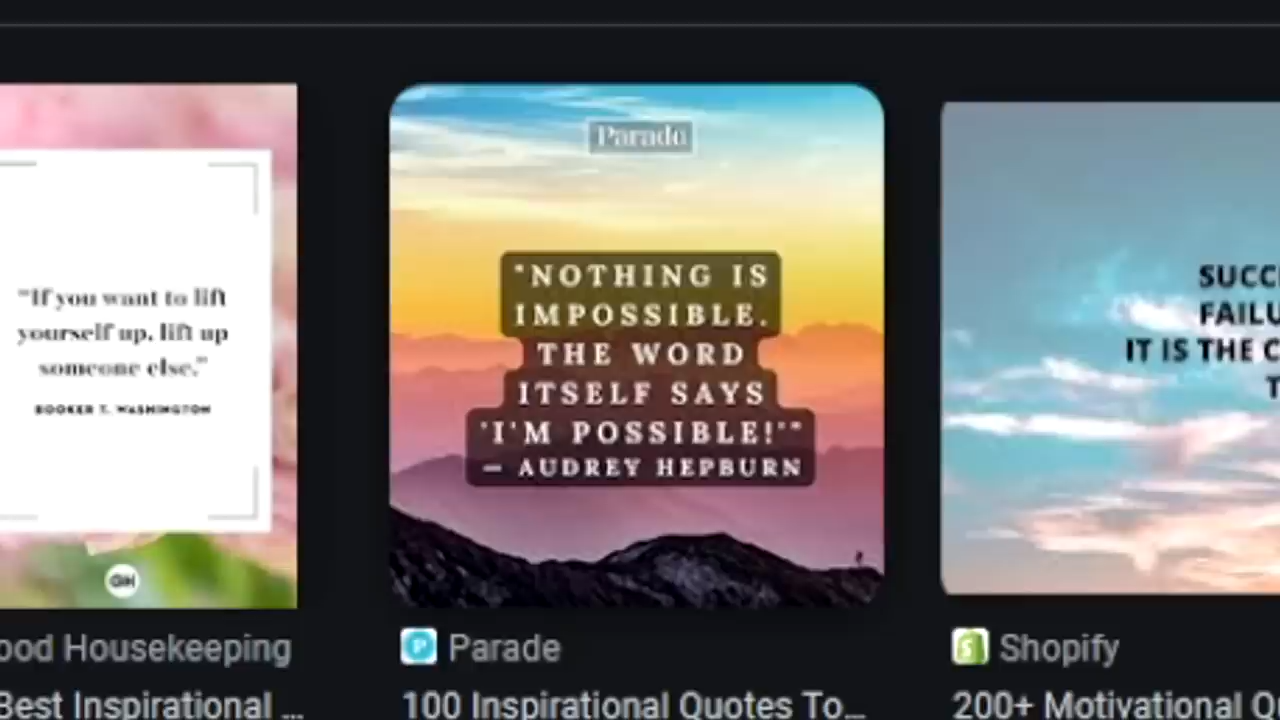 "If you want to lift
yourself up, lift up
someone else."
BOOKER T. WASHINGTON
GH
ood Housekeeping
Best Inspirational ...
Parade
"NOTHING IS
IMPOSSIBLE.
THE WORD
ITSELF SAYS
'I'M POSSIBLE!'"
— AUDREY HEPBURN
P Parade
100 Inspirational Quotes To...
SUCC
FAILU
IT IS THE C
T
Shopify
200+ Motivational Q